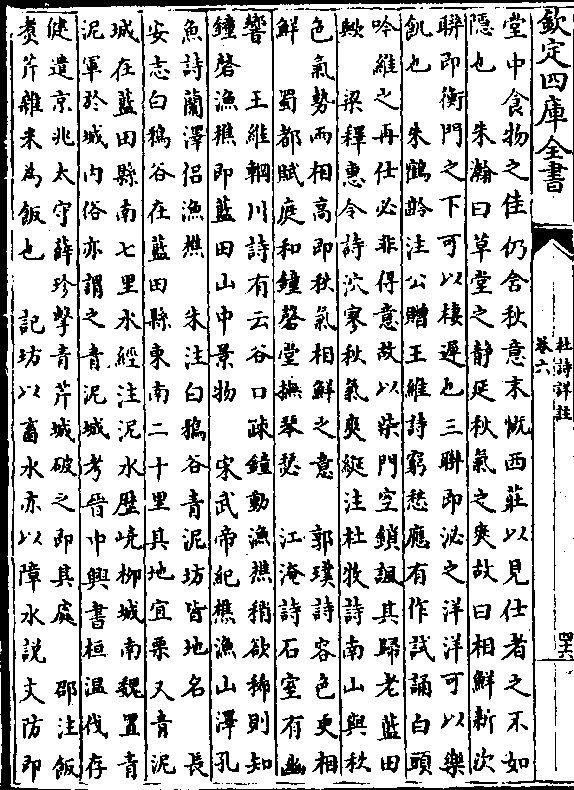 欽定四庫全書
杜詩詳註
卷六
四十六
堂中食物之佳仍含秋意末慨西莊以見仕者之不如
隱也　朱瀚曰草堂之靜延秋氣之爽故曰相鮮新次
聯即衡門之下可以棲遲也三聯即泌之洋洋可以樂
飢也　朱鶴齡注公贈王維詩窮愁應有作試誦白頭
吟維之再仕必非得意故以柴門空鎖諷其歸老藍田
歟　梁釋惠令詩泬寥秋氣爽　綖注杜牧詩南山與秋
色氣勢兩相高即秋氣相鮮之意　郭璞詩容色更相
鮮　蜀都賦庭和鐘磬堂撫琴瑟　江淹詩石室有幽
響　王維輞川詩有云谷口疎鐘動漁樵稍欲稀則知
鐘磬漁樵即藍田山中景物　宋武帝紀樵漁山澤孔
魚詩蘭澤侶漁樵　朱注白鵶谷青泥坊皆地名　長
安志白鵶谷在藍田縣東南二十里其地宜栗又青泥
城在藍田縣南七里水經注泥水歴嶢柳城南魏置青
泥軍於城内俗亦謂之青泥城考晉中興書桓温伐存
健遣京兆太守薛珍擊青芹城破之即其處　邵注飯
煑芹雜米為飯也　記坊以畜水亦以障水說文防即